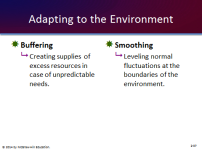 Adapting to the Environment
Buffering
Creating supplies of
excess resources in
case of unpredictable
needs.
Smoothing
Leveling normal
fluctuations at the
boundaries of the
environment.